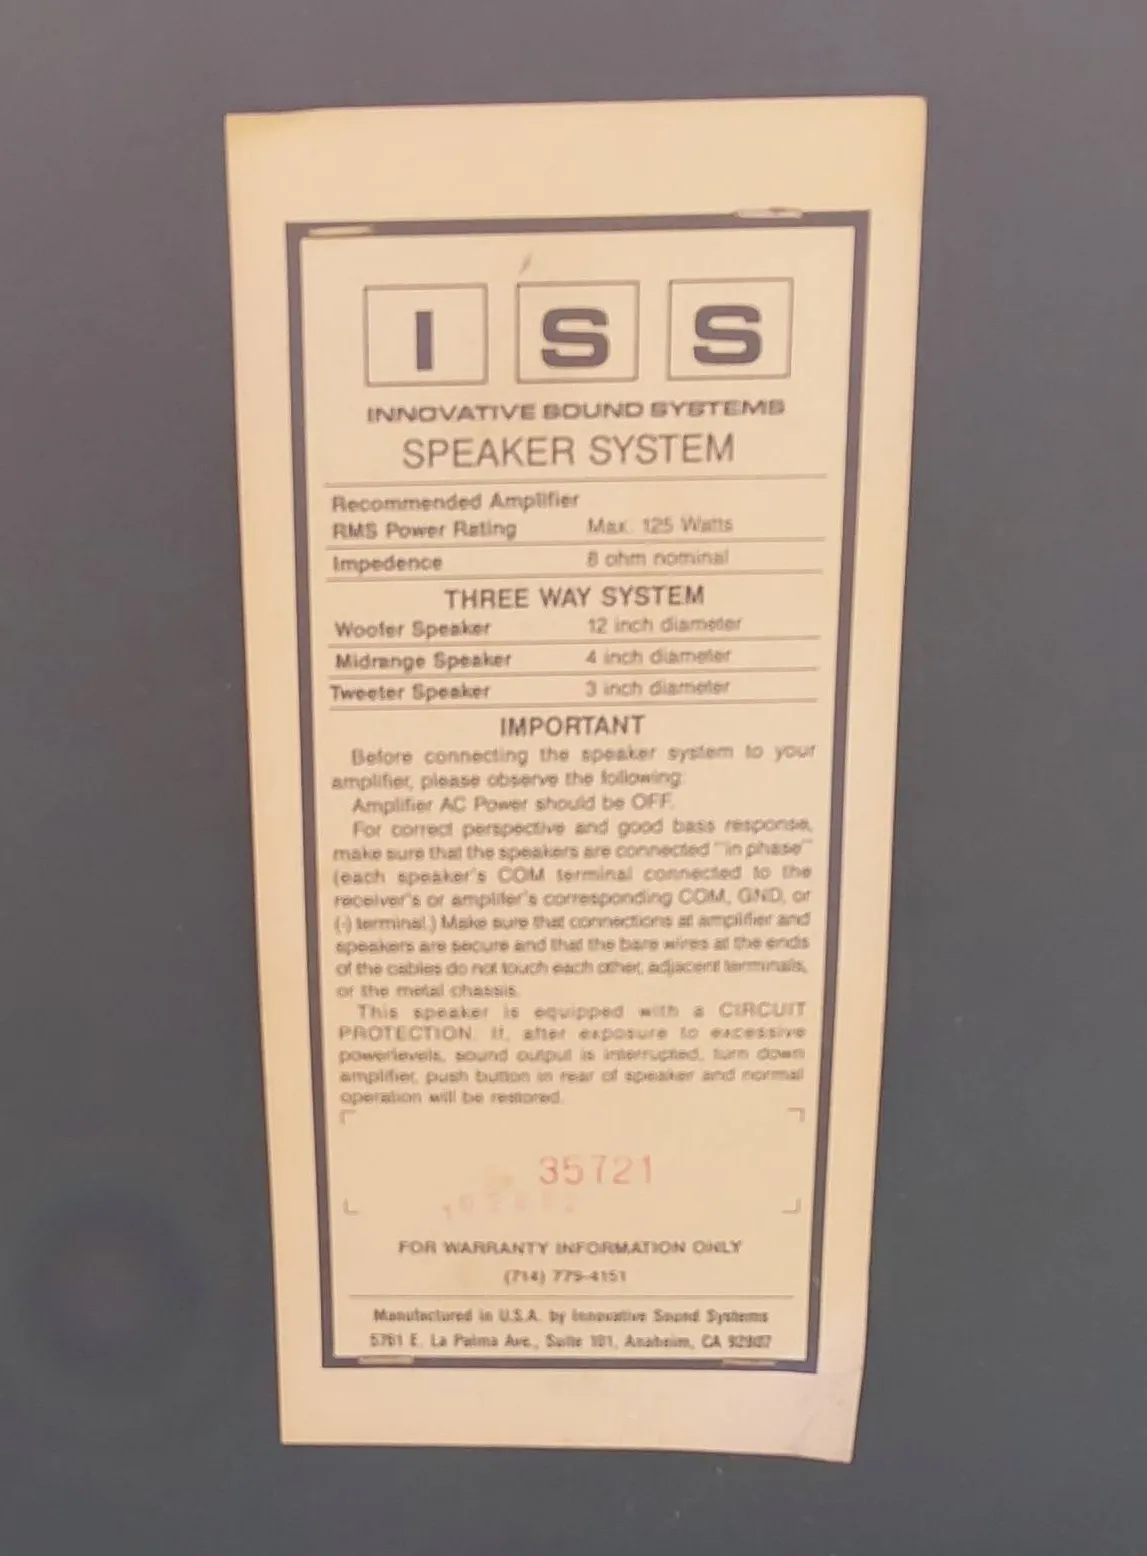 I S S
INNOVATIVE SOUND SYSTEMS
SPEAKER SYSTEM
Recommended Amplifier
RMS Power Rating Max. 125 Watts
Impedence 8 ohm nominal
THREE WAY SYSTEM
Woofer Speaker 12 inch diameter
Midrange Speaker 4 inch diameter
Tweeter Speaker 3 inch diameter
IMPORTANT
Before connecting the speaker system to your
amplifier, please observe the following:
Amplifier AC Power should be OFF.
For correct perspective and good bass response,
make sure that the speakers are connected "in phase"
(each speaker's COM terminal connected to the
receiver's or amplifer's corresponding COM, GND, or
(-) terminal.) Make sure that connections at amplifier and
speakers are secure and that the bare wires at the ends
of the cables do not touch each other, adjacent terminals,
or the metal chassis.
This speaker is equipped with a CIRCUIT
PROTECTION. If, after exposure to excessive
powerlevels, sound output is interrupted, turn down
amplifier, push button in rear of speaker and normal
operation will be restored.
35721
FOR WARRANTY INFORMATION ONLY
(714) 779-4151
Manufactured in U.S.A. by Innovative Sound Systems
5761 E. La Palma Ave., Suite 101, Anaheim, CA